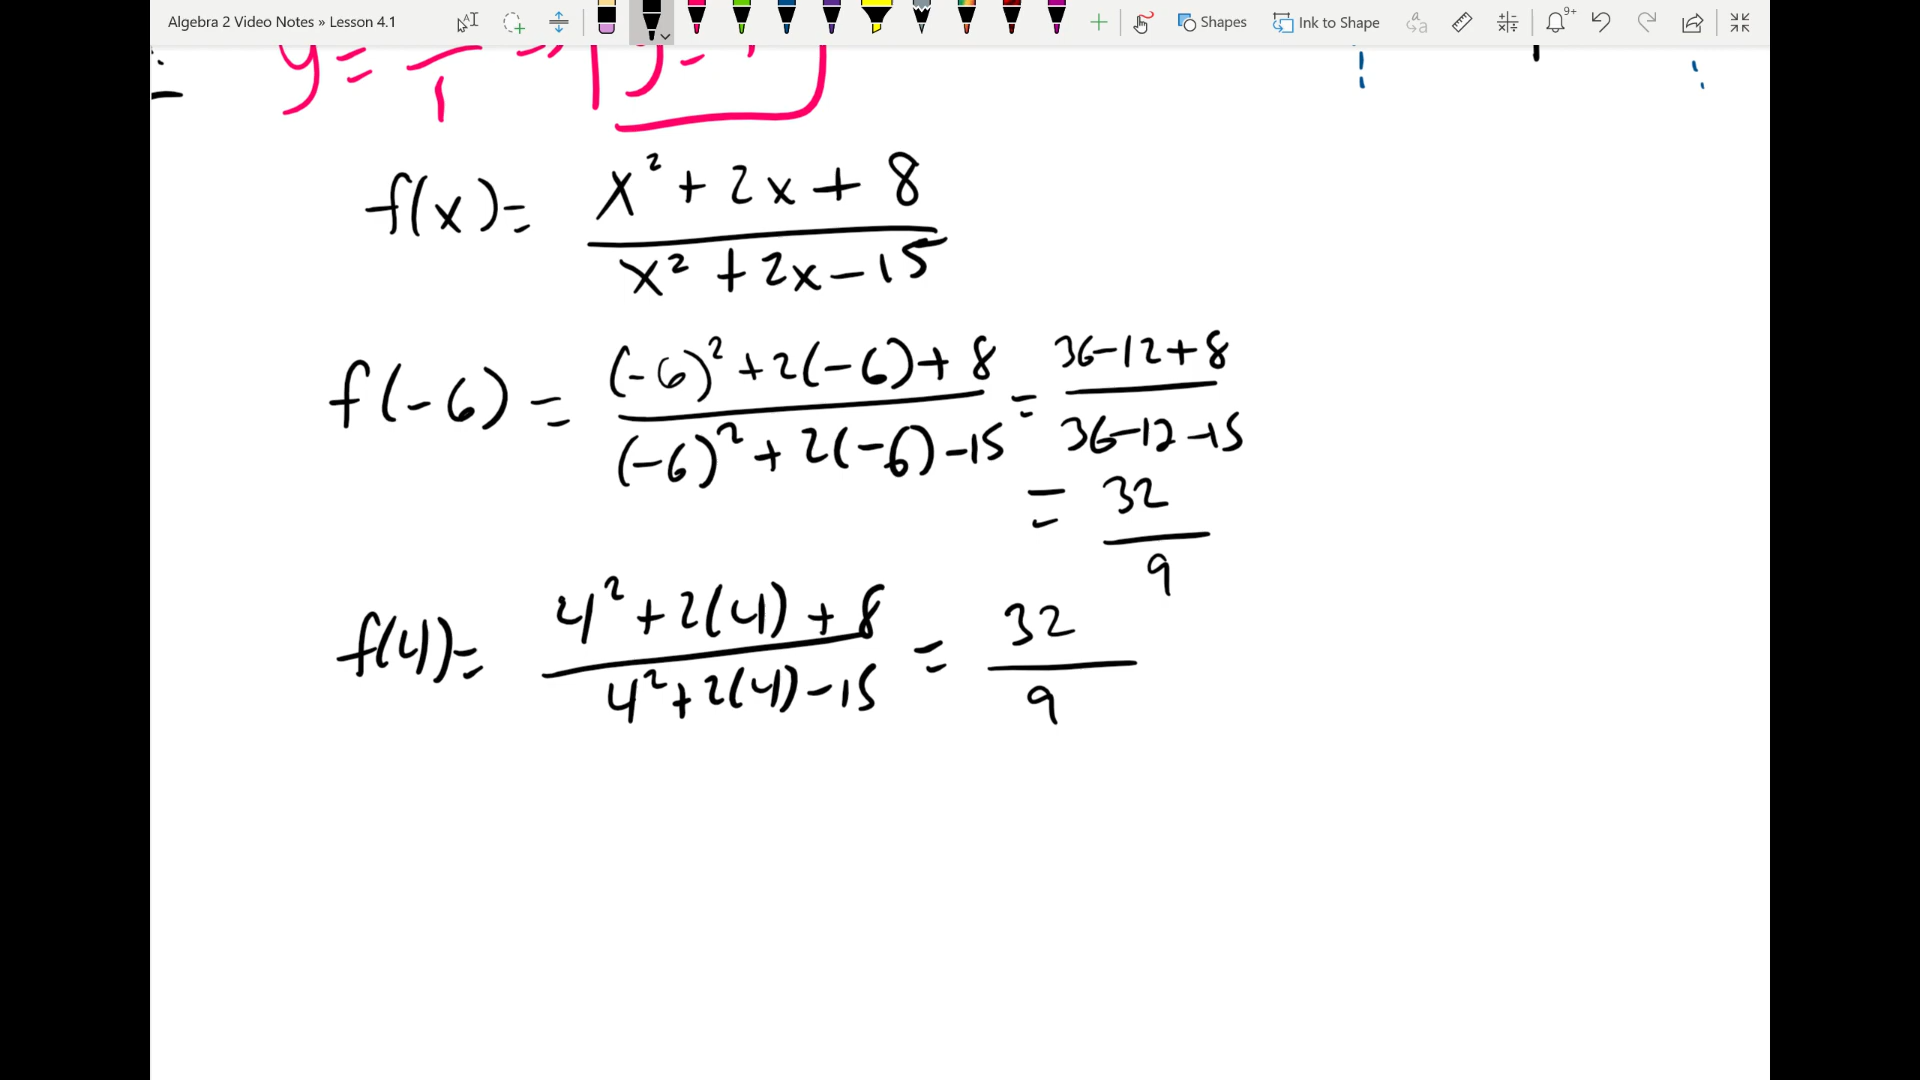 Algebra 2 Video Notes » Lesson 4.1
Shapes
Ink to Shape
9+
f(x)= x² + 2x + 8 / x² + 2x - 15
f(-6) = (-6)² + 2(-6) + 8 / (-6)² + 2(-6) - 15 = 36-12+8 / 36-12-15
= 32 / 9
f(4)= 4² + 2(4) + 8 / 4² + 2(4) - 15 = 32 / 9